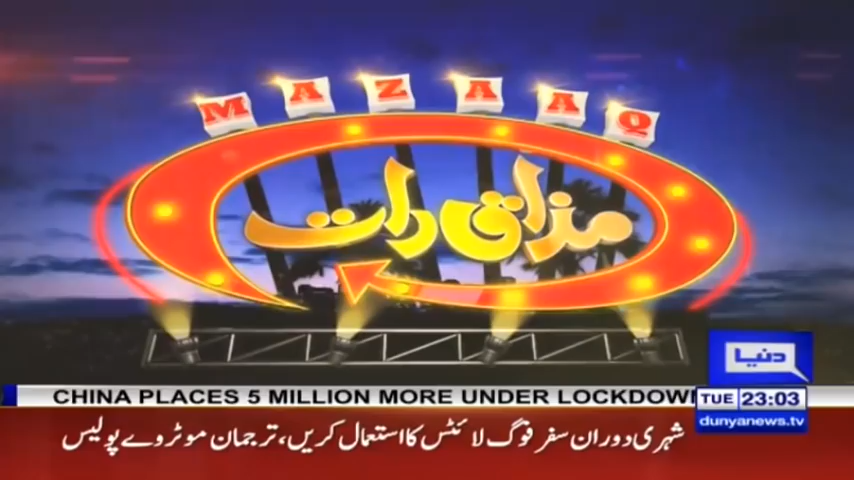 MAZAAQ
مذاق رات
دنیا
CHINA PLACES 5 MILLION MORE UNDER LOCKDOWN
TUE 23:03
dunyanews.tv
شہری دوران سفر فوگ لائٹس کا استعمال کریں، ترجمان موٹروے پولیس